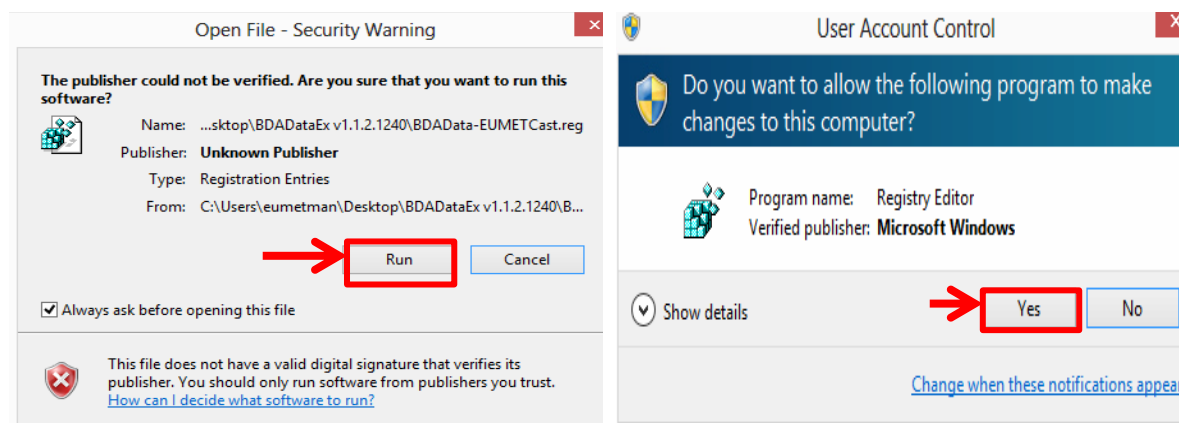 Open File - Security Warning
The publisher could not be verified. Are you sure that you want to run this
software?
Name: ...sktop\BDADataEx v1.1.2.1240\BDAData-EUMETCast.reg
Publisher: Unknown Publisher
Type: Registration Entries
From: C:\Users\eumetman\Desktop\BDADataEx v1.1.2.1240\B...
Run Cancel
Always ask before opening this file
This file does not have a valid digital signature that verifies its
publisher. You should only run software from publishers you trust.
How can I decide what software to run?
User Account Control
Do you want to allow the following program to make
changes to this computer?
Program name: Registry Editor
Verified publisher: Microsoft Windows
Show details Yes No
Change when these notifications appear